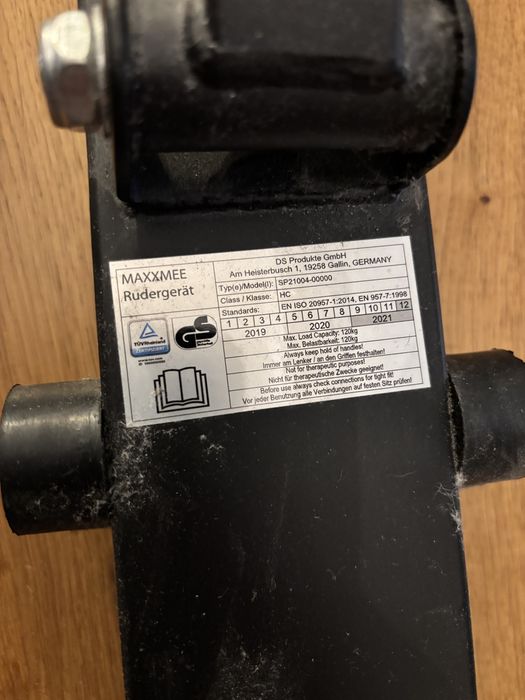 MAXXMEE
Rudergerät
DS Produkte GmbH
Am Heisterbusch 1, 19258 Gallin, GERMANY
Typ(e)/Model(l): SP21004-00000
Class / Klasse: HC
Standards: EN ISO 20957-1:2014, EN 957-7:1998
1 2 3 4 5 6 7 8 9 10 11 12
2019 2020 2021
Max. Load Capacity: 120kg
Max. Belastbarkeit: 120kg
Always keep hold of handles!
Immer am Lenker / an den Griffen festhalten!
Not for therapeutic purposes!
Nicht für therapeutische Zwecke geeignet!
Before use always check connections for tight fit!
Vor jeder Benutzung alle Verbindungen auf festen Sitz prüfen!
TÜVRheinland
ZERTIFIZIERT
GS